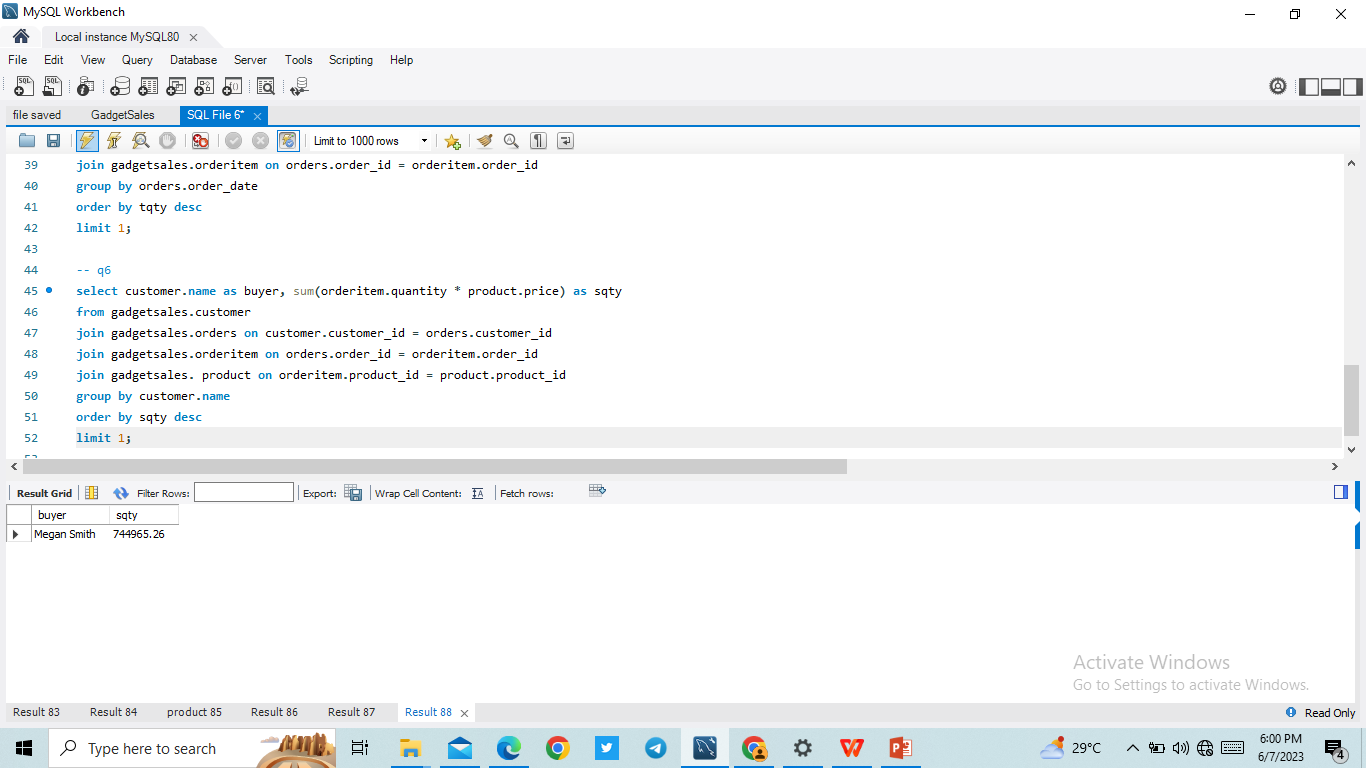 MySQL Workbench
Local instance MySQL80
File Edit View Query Database Server Tools Scripting Help
file saved GadgetSales SQL File 6*
Limit to 1000 rows
39 join gadgetsales.orderitem on orders.order_id = orderitem.order_id
40 group by orders.order_date
41 order by tqty desc
42 limit 1;
43
44 -- q6
45 select customer.name as buyer, sum(orderitem.quantity * product.price) as sqty
46 from gadgetsales.customer
47 join gadgetsales.orders on customer.customer_id = orders.customer_id
48 join gadgetsales.orderitem on orders.order_id = orderitem.order_id
49 join gadgetsales. product on orderitem.product_id = product.product_id
50 group by customer.name
51 order by sqty desc
52 limit 1;
Result Grid Filter Rows: Export: Wrap Cell Content: Fetch rows:
buyer sqty
Megan Smith 744965.26
Activate Windows
Go to Settings to activate Windows.
Result 83 Result 84 product 85 Result 86 Result 87 Result 88 Read Only
Type here to search 29°C 6:00 PM
6/7/2023 4